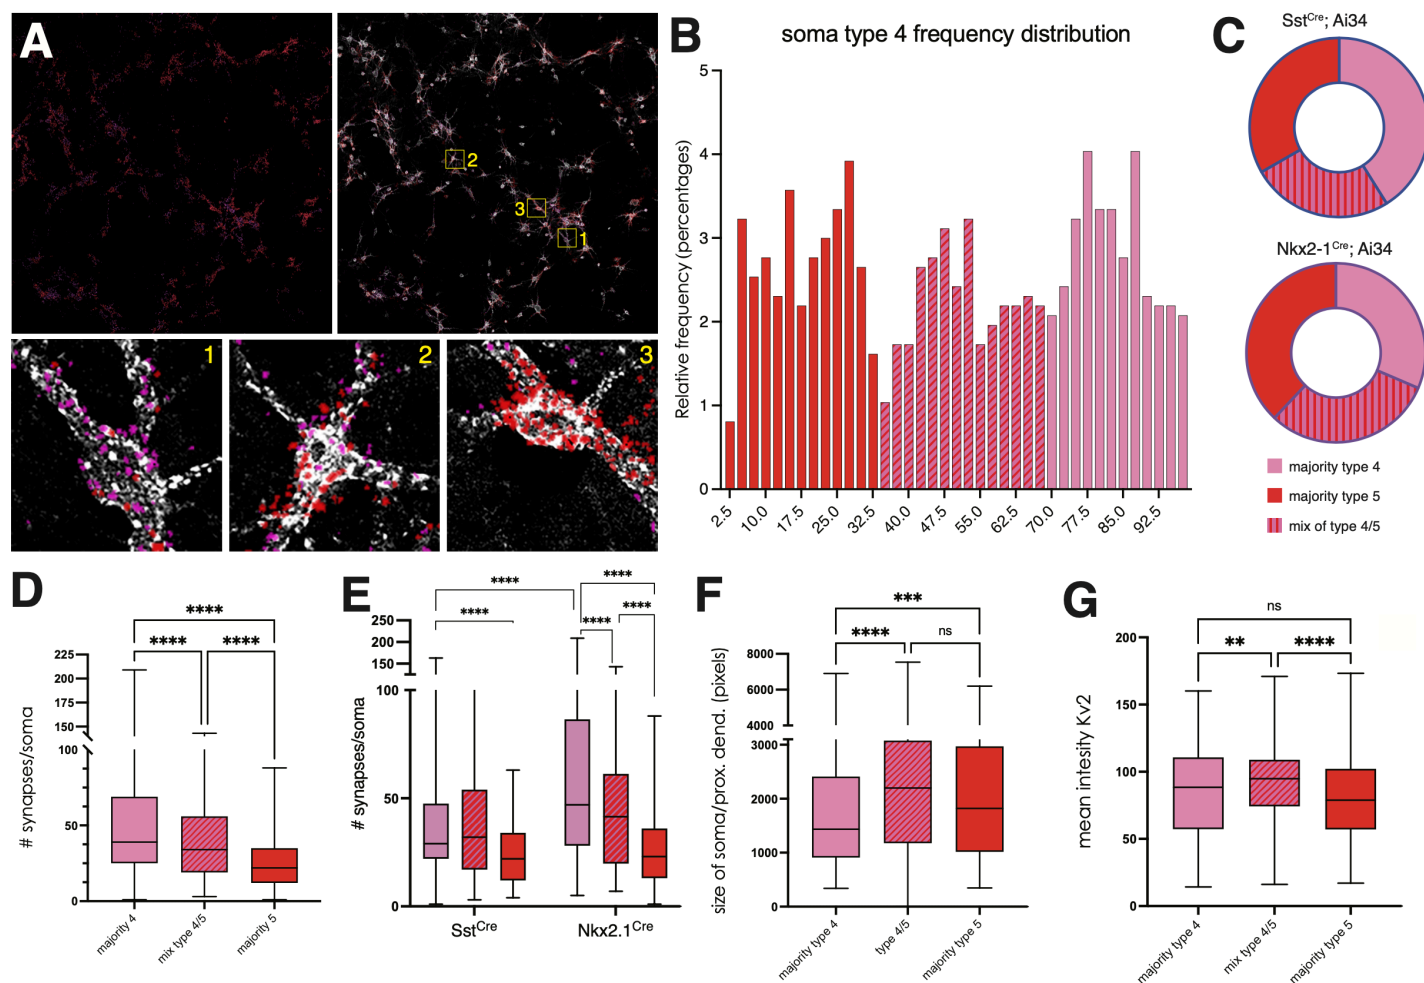 A
2
3
1
1
2
3
B
soma type 4 frequency distribution
Relative frequency (percentages)
5
4
3
2
1
0
2.5
10.0
17.5
25.0
32.5
40.0
47.5
55.0
62.5
70.0
77.5
85.0
92.5
C
SstCre; Ai34
Nkx2-1Cre; Ai34
majority type 4
majority type 5
mix of type 4/5
D
****
**** ****
# synapses/soma
225
200
175
150
100
50
0
majority 4
mix type 4/5
majority 5
E
**** ****
**** **** ****
# synapses/soma
250
200
150
100
50
0
SstCre
Nkx2.1Cre
F
***
**** ns
size of soma/prox. dend. (pixels)
8000
6000
4000
3000
2000
1000
0
majority type 4
type 4/5
majority type 5
G
ns
** ****
mean intesity Kv2
200
150
100
50
0
majority type 4
mix type 4/5
majority type 5